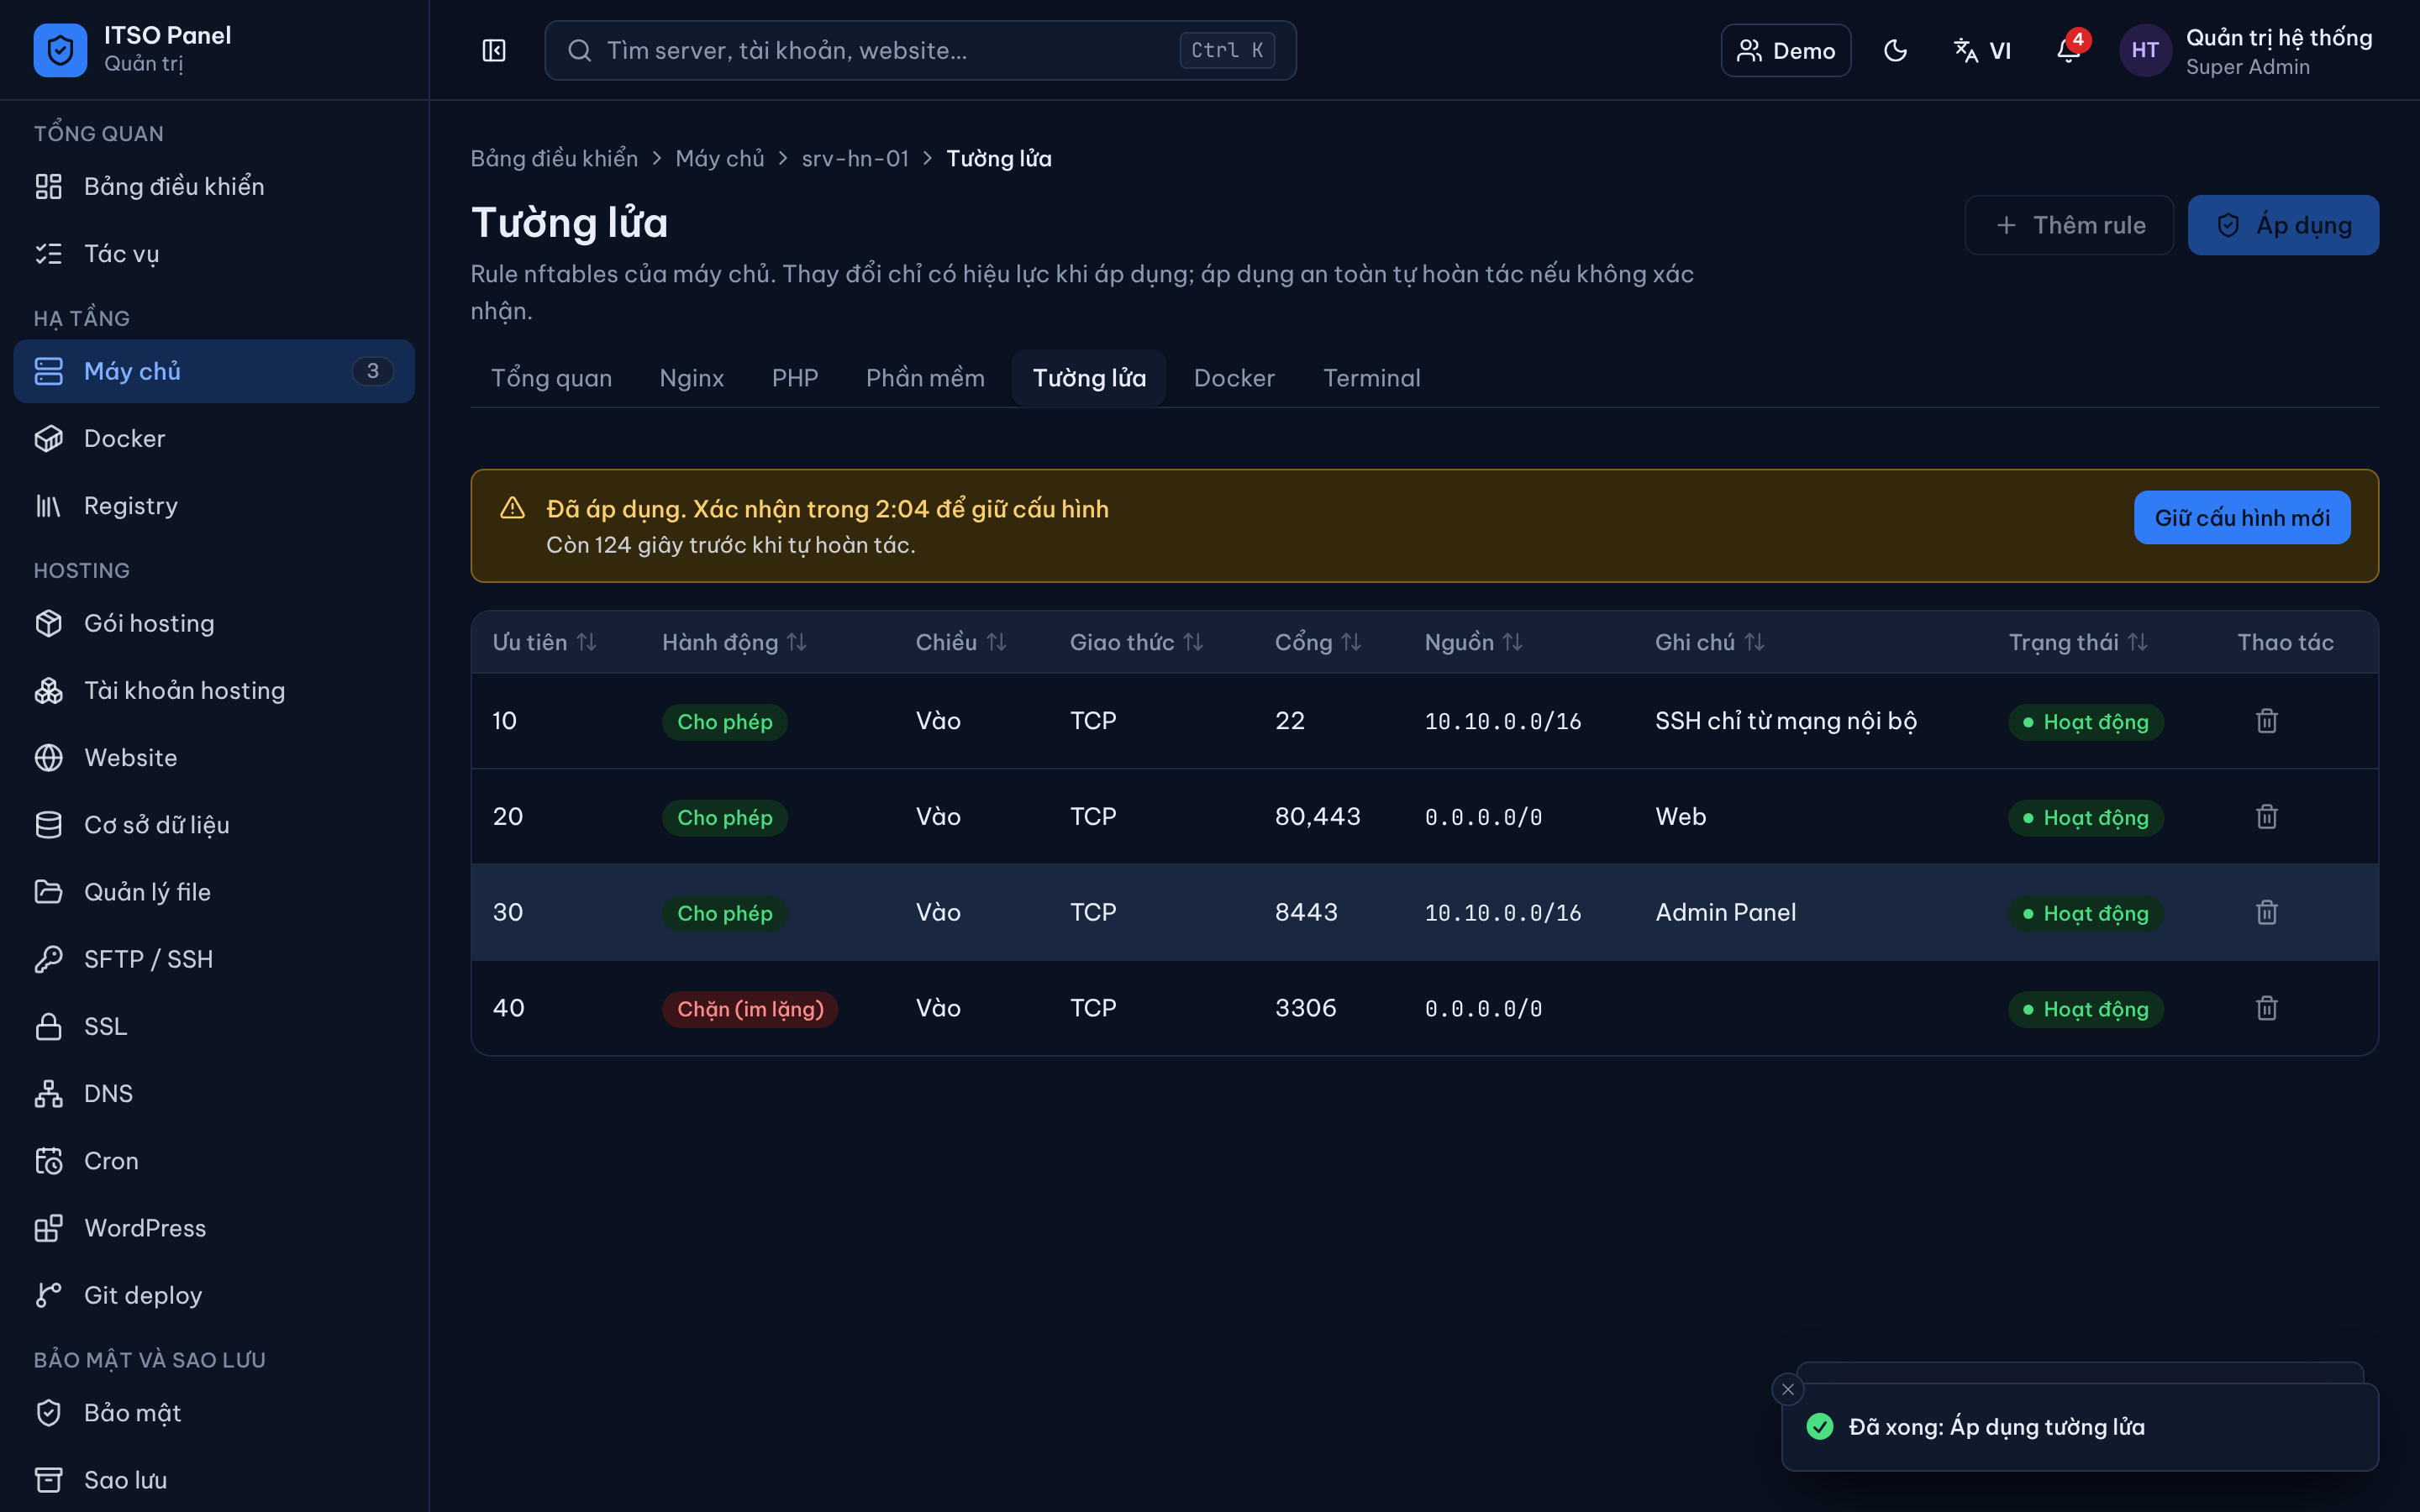 ITSO Panel
Quản trị
Tìm server, tài khoản, website...
Ctrl K
Demo
VI
4
HT
Quản trị hệ thống
Super Admin
TỔNG QUAN
Bảng điều khiển
Tác vụ
HẠ TẦNG
Máy chủ
3
Docker
Registry
HOSTING
Gói hosting
Tài khoản hosting
Website
Cơ sở dữ liệu
Quản lý file
SFTP / SSH
SSL
DNS
Cron
WordPress
Git deploy
BẢO MẬT VÀ SAO LƯU
Bảo mật
Sao lưu
Bảng điều khiển > Máy chủ > srv-hn-01 > Tường lửa
Tường lửa
Rule nftables của máy chủ. Thay đổi chỉ có hiệu lực khi áp dụng; áp dụng an toàn tự hoàn tác nếu không xác
nhận.
Thêm rule
Áp dụng
Tổng quan Nginx PHP Phần mềm Tường lửa Docker Terminal
Đã áp dụng. Xác nhận trong 2:04 để giữ cấu hình
Còn 124 giây trước khi tự hoàn tác.
Giữ cấu hình mới
Ưu tiên Hành động Chiều Giao thức Cổng Nguồn Ghi chú Trạng thái Thao tác
10 Cho phép Vào TCP 22 10.10.0.0/16 SSH chỉ từ mạng nội bộ Hoạt động
20 Cho phép Vào TCP 80,443 0.0.0.0/0 Web Hoạt động
30 Cho phép Vào TCP 8443 10.10.0.0/16 Admin Panel Hoạt động
40 Chặn (im lặng) Vào TCP 3306 0.0.0.0/0 Hoạt động
Đã xong: Áp dụng tường lửa